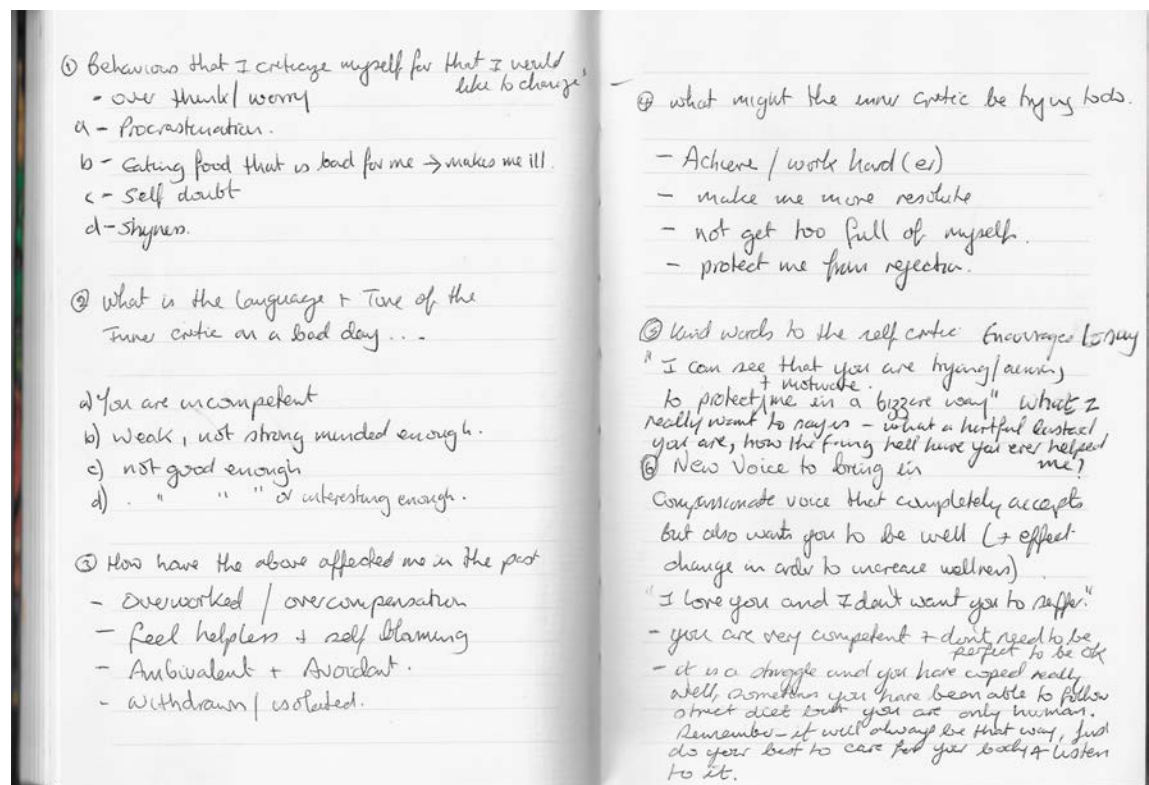 ① Behaviours that I criticize myself for that I would
like to change
- over think / worry
a - Procrastination.
b - Eating food that is bad for me → makes me ill.
c - Self doubt
d - Shyness.
② What is the Language + Tone of the
Inner critic on a bad day ...
a) You are incompetent
b) Weak, not strong minded enough.
c) not good enough
d) . " " " or interesting enough.
③ How have the above affected me in the past
- Overworked / overcompensation
- feel helpless + self blaming
- Ambivalent + Avoidant.
- withdrawn / isolated.
④ what might the inner critic be trying to do.
- Achieve / work hard (er)
- make me more resolute
- not get too full of myself.
- protect me from rejection.
⑤ Kind words to the self critic Encourages
"I can see that you are trying/
+ motivate.
to protect me in a bizzare way" What I
really want to say is - what a hurtful bastard
you are, how the f---ing hell have you ever helped
me?
⑥ New Voice to bring in
Compassionate voice that completely accepts
but also wants you to be well (+ effect
change in order to increase wellness)
"I love you and I don't want you to suffer."
- you are very competent + don't need to be
perfect to be ok
- it is a struggle and you have coped really
well, sometimes you have been able to follow
strict diet but you are only human.
Remember - it will always be that way, just
do your best to care for your body + listen
to it.